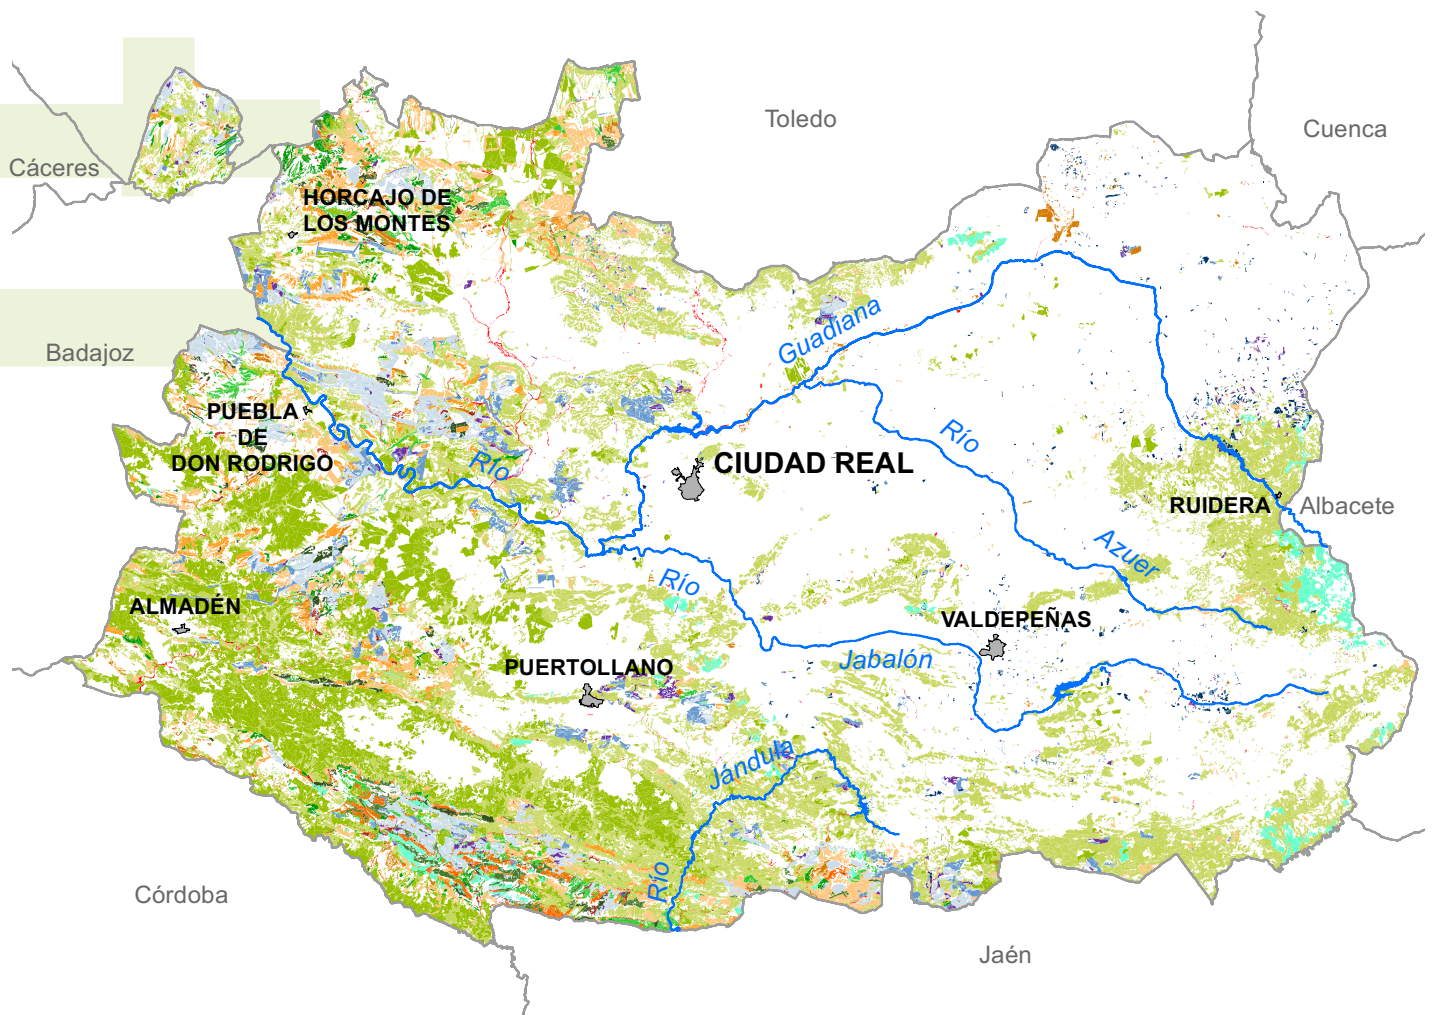 Toledo
Cuenca
Cáceres
HORCAJO DE
LOS MONTES
Guadiana
Badajoz
PUEBLA
DE
DON RODRIGO
Río
Río
CIUDAD REAL
RUIDERA
Albacete
Azuer
Río
ALMADÉN
VALDEPEÑAS
Jabalón
PUERTOLLANO
Jándula
Río
Córdoba
Jaén